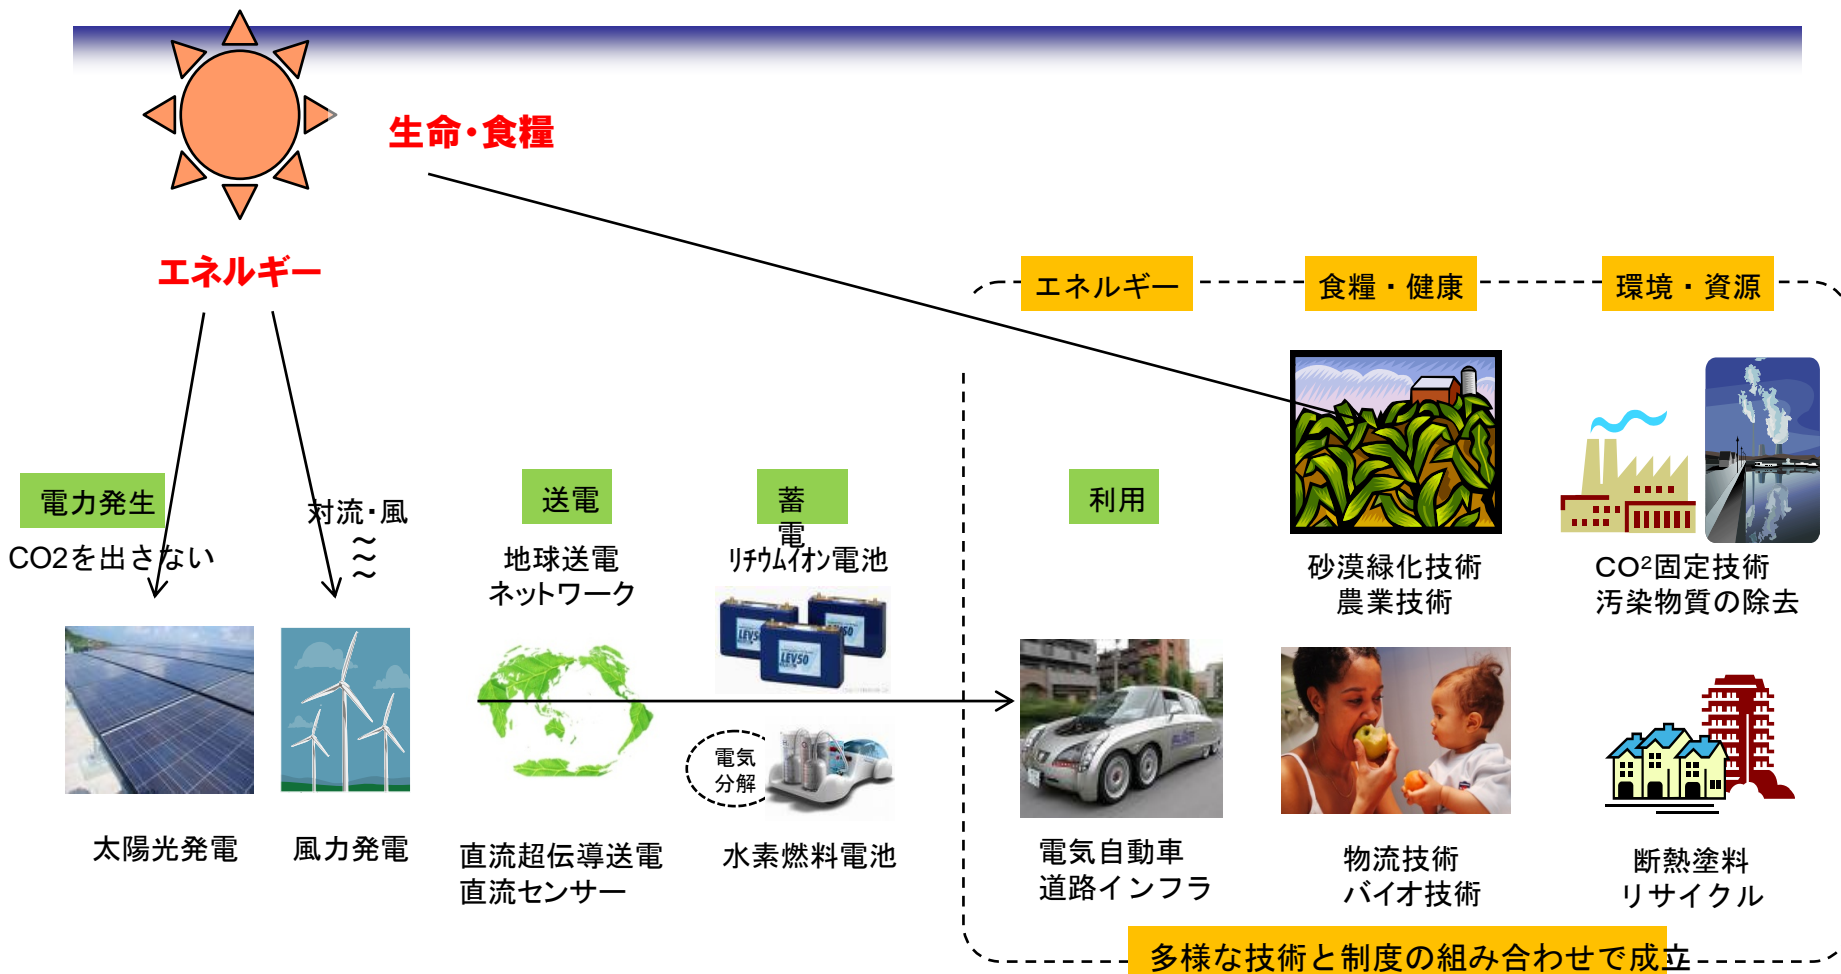 生命・食糧
エネルギー
エネルギー
食糧・健康
環境・資源
電力発生
CO2を出さない
対流・風
~
~
~
送電
地球送電
ネットワーク
蓄
電
リチウムイオン電池
LEV50
LEV50
利用
砂漠緑化技術
農業技術
CO²固定技術
汚染物質の除去
電気
分解
太陽光発電
風力発電
直流超伝導送電
直流センサー
水素燃料電池
電気自動車
道路インフラ
物流技術
バイオ技術
断熱塗料
リサイクル
多様な技術と制度の組み合わせで成立